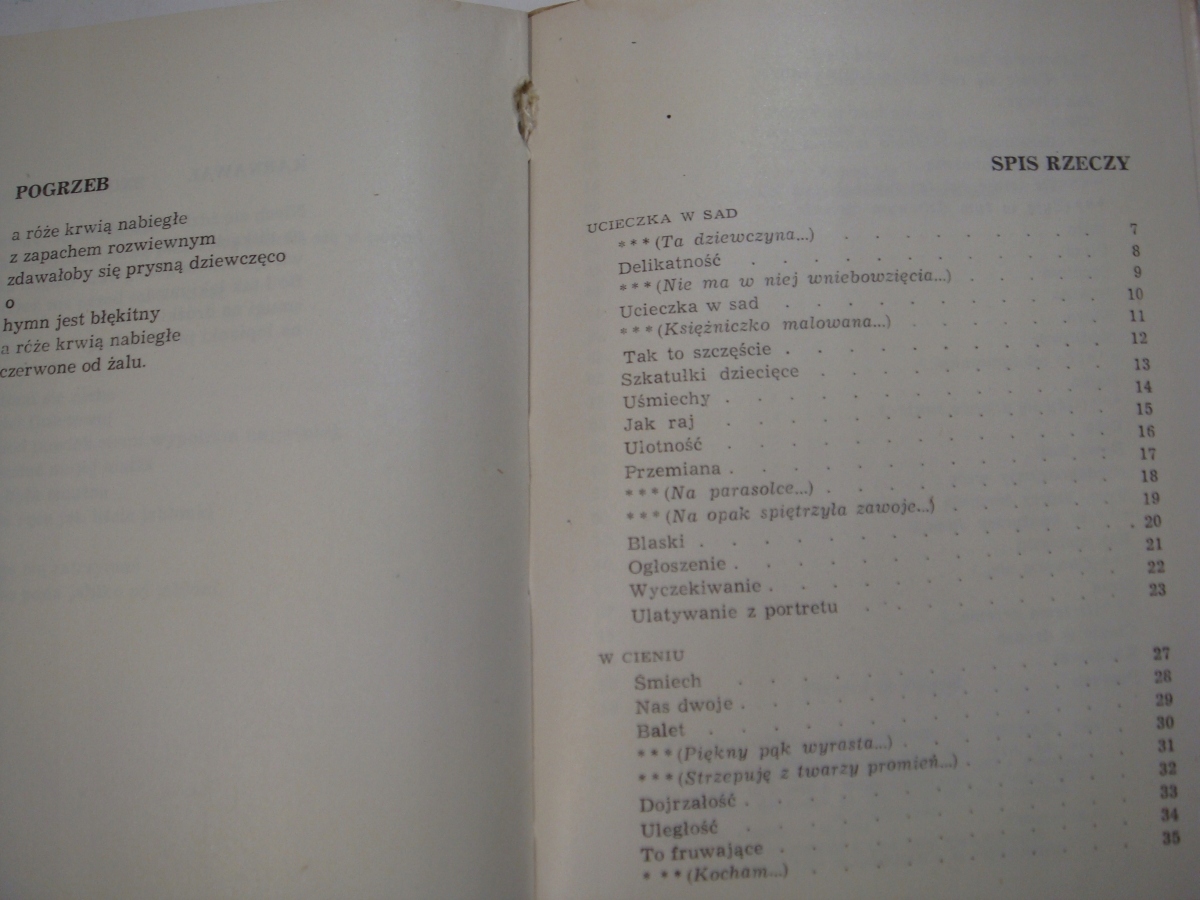 POGRZEB
a róże krwią nabiegłe
z zapachem rozwiewnym
zdawałoby się prysną dziewczęco
o
hymn jest błękitny
a róże krwią nabiegłe
czerwone od żalu.
SPIS RZECZY
UCIECZKA W SAD
* * * (Ta dziewczyna...) . . . . . . . . . 7
Delikatność . . . . . . . . . . . 8
* * * (Nie ma w niej wniebowzięcia...) . . . . . 9
Ucieczka w sad . . . . . . . . . . 10
* * * (Księżniczko malowana...) . . . . . . . 11
Tak to szczęście . . . . . . . . . . 12
Szkatułki dziecięce . . . . . . . . . 13
Uśmiechy . . . . . . . . . . . . 14
Jak raj . . . . . . . . . . . . 15
Ulotność . . . . . . . . . . . . 16
Przemiana . . . . . . . . . . . . 17
* * * (Na parasolce...) . . . . . . . . . 18
* * * (Na opak spiętrzyła zawoje...) . . . . . . 19
Blaski . . . . . . . . . . . . . 20
Ogłoszenie . . . . . . . . . . . . 21
Wyczekiwanie . . . . . . . . . . . 22
Ulatywanie z portretu . . . . . . . . 23
W CIENIU
Śmiech . . . . . . . . . . . . 27
Nas dwoje . . . . . . . . . . . . 28
Balet . . . . . . . . . . . . . 29
* * * (Piękny pąk wyrasta...) . . . . . . . 30
* * * (Strzepuję z twarzy promień...) . . . . . 31
Dojrzałość . . . . . . . . . . . . 32
Uległość . . . . . . . . . . . . 33
To fruwające . . . . . . . . . . . 34
* * * (Kocham...) . . . . . . . . . . 35